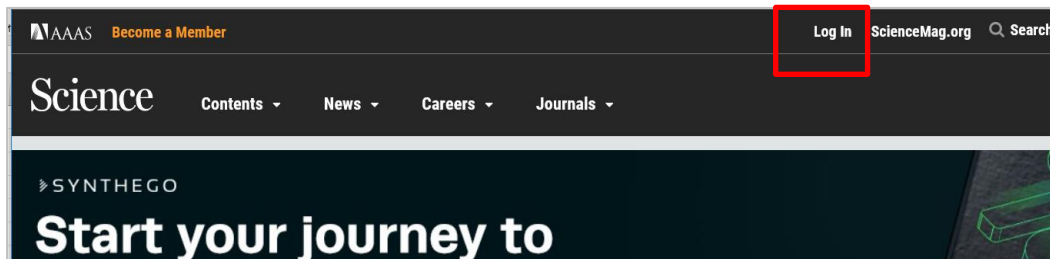 AAAS Become a Member Log In ScienceMag.org Search
Science Contents News Careers Journals
SYNTHEGO
Start your journey to